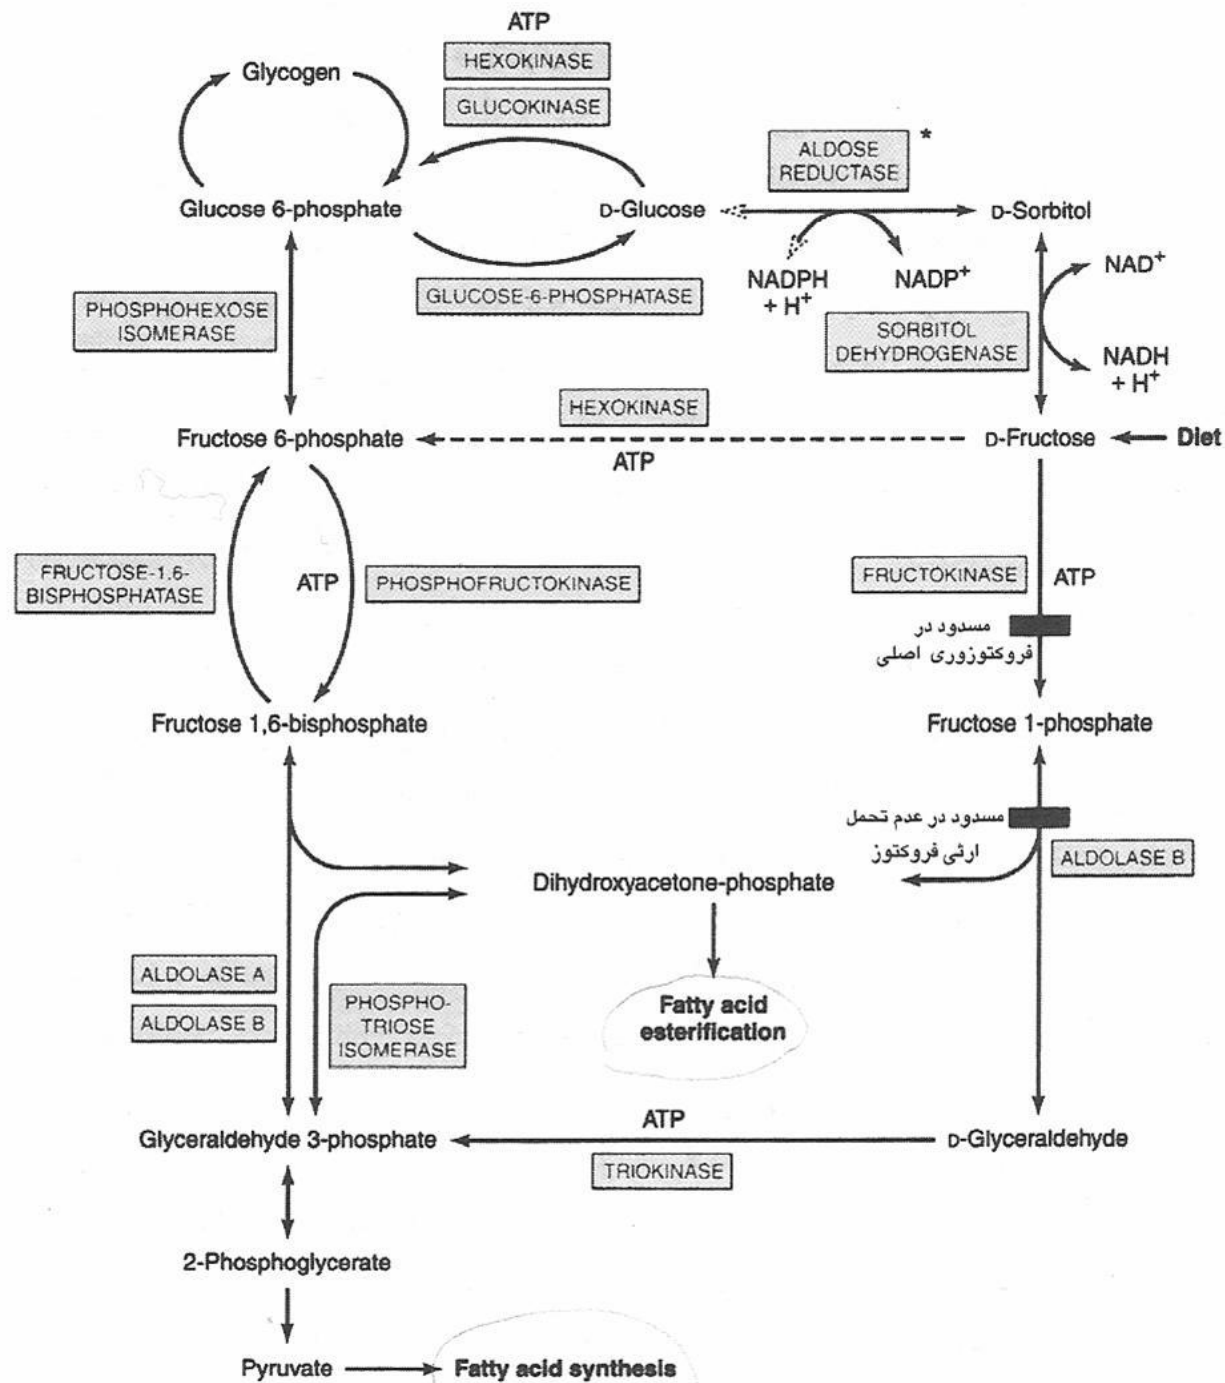 ATP
HEXOKINASE
Glycogen
GLUCOKINASE
*
ALDOSE
REDUCTASE
Glucose 6-phosphate
D-Glucose
D-Sorbitol
NADPH
+ H⁺
NADP⁺
NAD⁺
GLUCOSE-6-PHOSPHATASE
PHOSPHOHEXOSE
ISOMERASE
SORBITOL
DEHYDROGENASE
NADH
+ H⁺
HEXOKINASE
Fructose 6-phosphate
ATP
D-Fructose
Diet
FRUCTOSE-1.6-
BISPHOSPHATASE
ATP
PHOSPHOFRUCTOKINASE
FRUCTOKINASE
ATP
مسدود در
فروکتوزوری اصلی
Fructose 1,6-bisphosphate
Fructose 1-phosphate
مسدود در عدم تحمل
ارثی فروکتوز
ALDOLASE B
Dihydroxyacetone-phosphate
ALDOLASE A
ALDOLASE B
PHOSPHO-
TRIOSE
ISOMERASE
Fatty acid
esterification
Glyceraldehyde 3-phosphate
ATP
TRIOKINASE
D-Glyceraldehyde
2-Phosphoglycerate
Pyruvate
Fatty acid synthesis